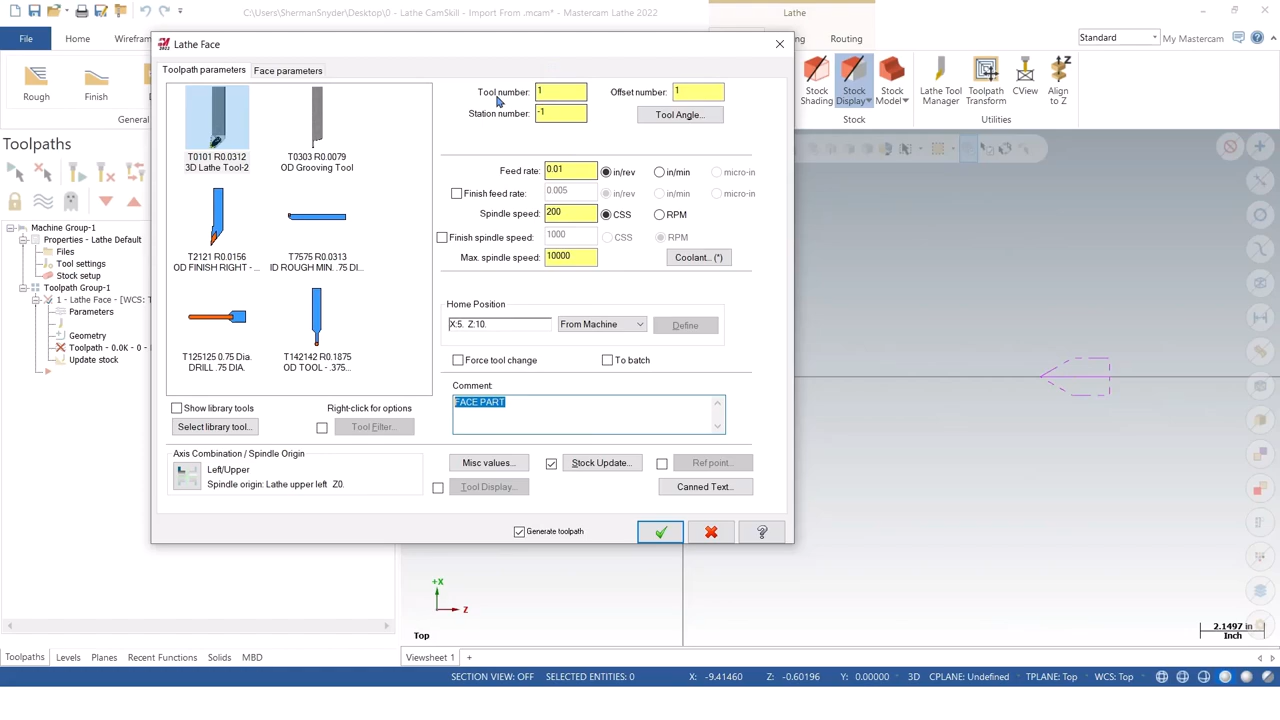 C:\Users\ShermanSnyder\Desktop\0 - Lathe CamSkill - Import From .mcam* - Mastercam Lathe 2022
Lathe
File
Home
Wirefram
ng
Routing
Standard
My Mastercam
Rough
Finish
General
Stock Shading
Stock Display
Stock Model
Stock
Lathe Tool Manager
Toolpath Transform
CView
Align to Z
Utilities
Toolpaths
Machine Group-1
Properties - Lathe Default
Files
Tool settings
Stock setup
Toolpath Group-1
1 - Lathe Face - [WCS: T
Parameters
Geometry
Toolpath - 0.0K - 0 -
Update stock
Lathe Face
Toolpath parameters
Face parameters
T0101 R0.0312
3D Lathe Tool-2
T0303 R0.0079
OD Grooving Tool
T2121 R0.0156
OD FINISH RIGHT - ...
T7575 R0.0313
ID ROUGH MIN. .75 DI...
T125125 0.75 Dia.
DRILL .75 DIA.
T142142 R0.1875
OD TOOL - .375...
Show library tools
Right-click for options
Select library tool...
Tool Filter...
Axis Combination / Spindle Origin
Left/Upper
Spindle origin: Lathe upper left Z0.
Tool number: 1
Offset number: 1
Station number: -1
Tool Angle...
Feed rate: 0.01 in/rev in/min micro-in
Finish feed rate: 0.005 in/rev in/min micro-in
Spindle speed: 200 CSS RPM
Finish spindle speed: 1000 CSS RPM
Max. spindle speed: 10000 Coolant... (*)
Home Position
X:5. Z:10. From Machine Define
Force tool change
To batch
Comment:
FACE PART
Misc values...
Stock Update...
Ref point...
Tool Display...
Canned Text...
Generate toolpath
+X
Z
Top
2.1497 in
Inch
Toolpaths Levels Planes Recent Functions Solids MBD
Viewsheet 1 +
SECTION VIEW: OFF SELECTED ENTITIES: 0 X: -9.41460 Z: -0.60196 Y: 0.00000 3D CPLANE: Undefined TPLANE: Top WCS: Top